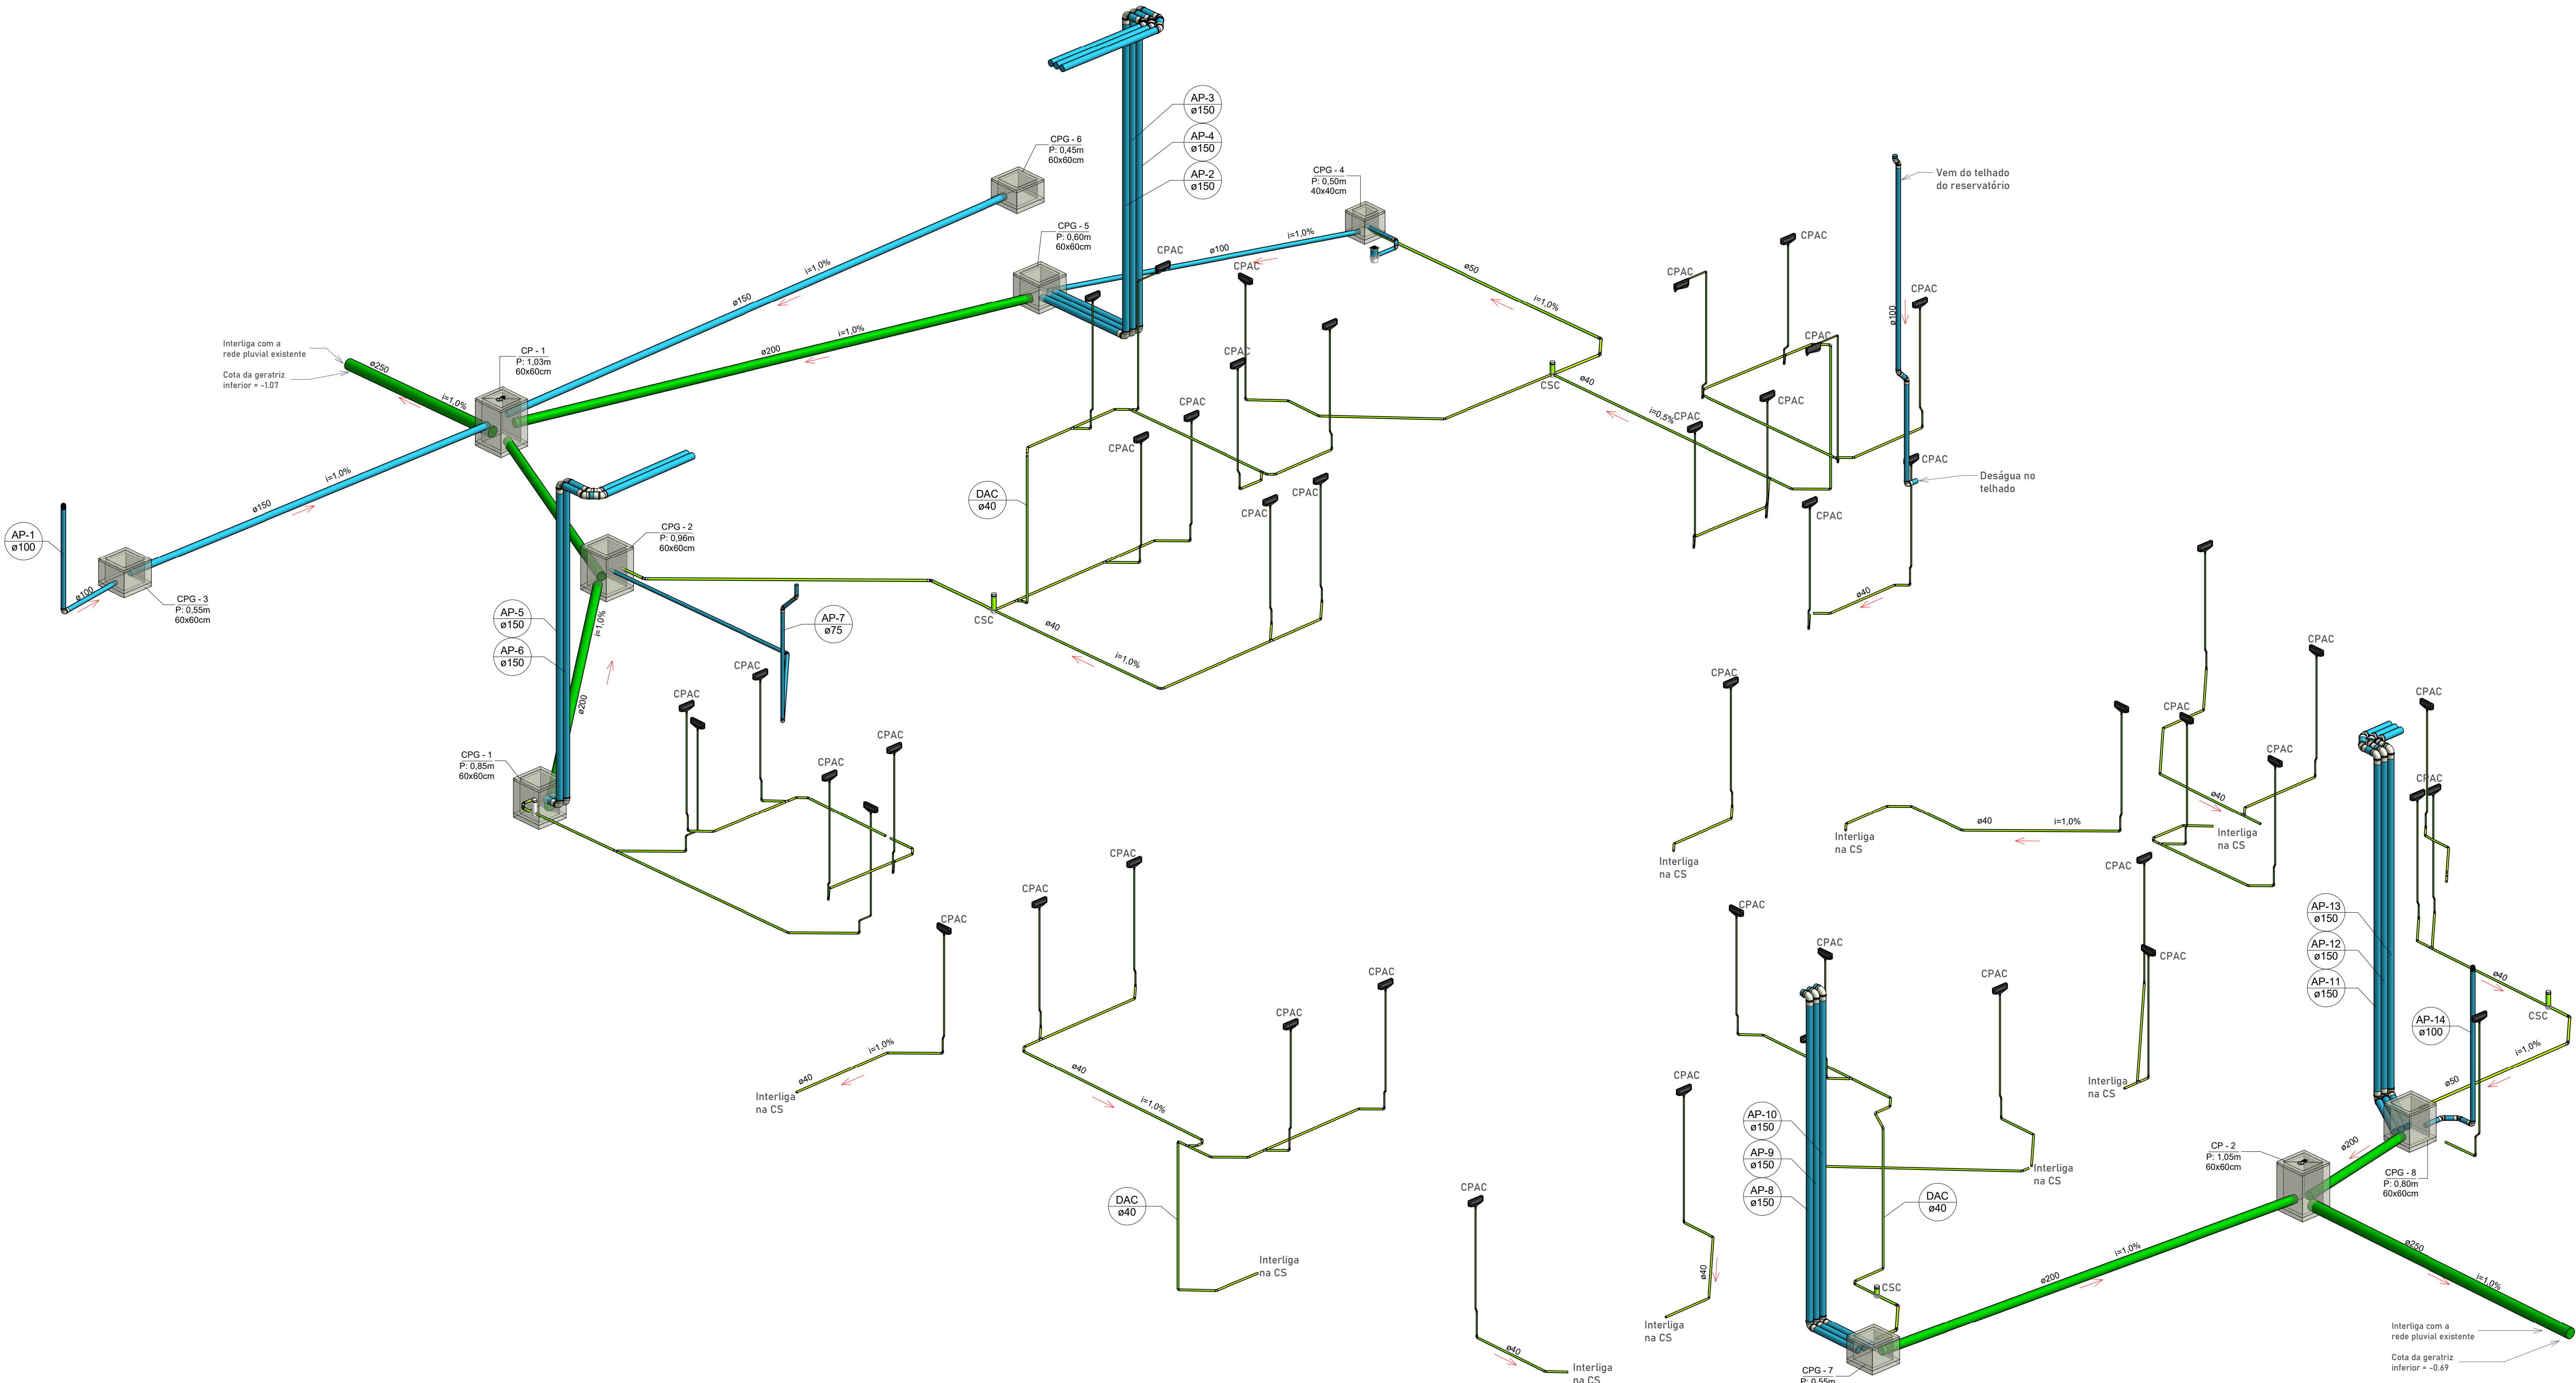 AP-3
ø150
AP-4
ø150
AP-2
ø150
CPG - 6
P: 0,45m
60x60cm
CPG - 4
P: 0,50m
40x40cm
Vem do telhado
do reservatório
CPG - 5
P: 0,60m
60x60cm
CPAC
CPAC
CPAC
CPAC
CPAC
CPAC
ø100
i=1,0%
ø50
i=1,0%
ø100
i=1,0%
ø150
i=1,0%
ø200
Interliga com a
rede pluvial existente
Cota da geratriz
inferior = -1.07
ø250
i=1,0%
CP - 1
P: 1,03m
60x60cm
CPAC
CSC
ø40
i=0,5%
CPAC
CPAC
CPAC
CPAC
CPAC
CPAC
CPAC
CPAC
Deságua no
telhado
DAC
ø40
i=1,0%
ø150
AP-1
ø100
ø100
CPG - 3
P: 0,55m
60x60cm
CPG - 2
P: 0,96m
60x60cm
AP-5
ø150
AP-6
ø150
i=1,0%
ø200
AP-7
ø75
CSC
ø40
i=1,0%
ø40
CPAC
CPAC
CPAC
CPAC
CPG - 1
P: 0,85m
60x60cm
CPAC
CPAC
CPAC
CPAC
CPAC
CPAC
CPAC
ø40
Interliga
na CS
Interliga
na CS
ø40
i=1,0%
Interliga
na CS
CPAC
CPAC
CPAC
CPAC
CPAC
CPAC
i=1,0%
ø40
Interliga
na CS
ø40
i=1,0%
CPAC
CPAC
DAC
ø40
Interliga
na CS
CPAC
ø40
Interliga
na CS
CPAC
ø40
Interliga
na CS
CPAC
CPAC
CPAC
AP-10
ø150
AP-9
ø150
AP-8
ø150
DAC
ø40
Interliga
na CS
Interliga
na CS
CSC
CPG - 7
P: 0,55m
AP-13
ø150
AP-12
ø150
AP-11
ø150
AP-14
ø100
ø40
CSC
i=1,0%
ø50
ø200
CP - 2
P: 1,05m
60x60cm
CPG - 8
P: 0,80m
60x60cm
i=1,0%
ø200
ø250
i=1,0%
Interliga com a
rede pluvial existente
Cota da geratriz
inferior = -0.69